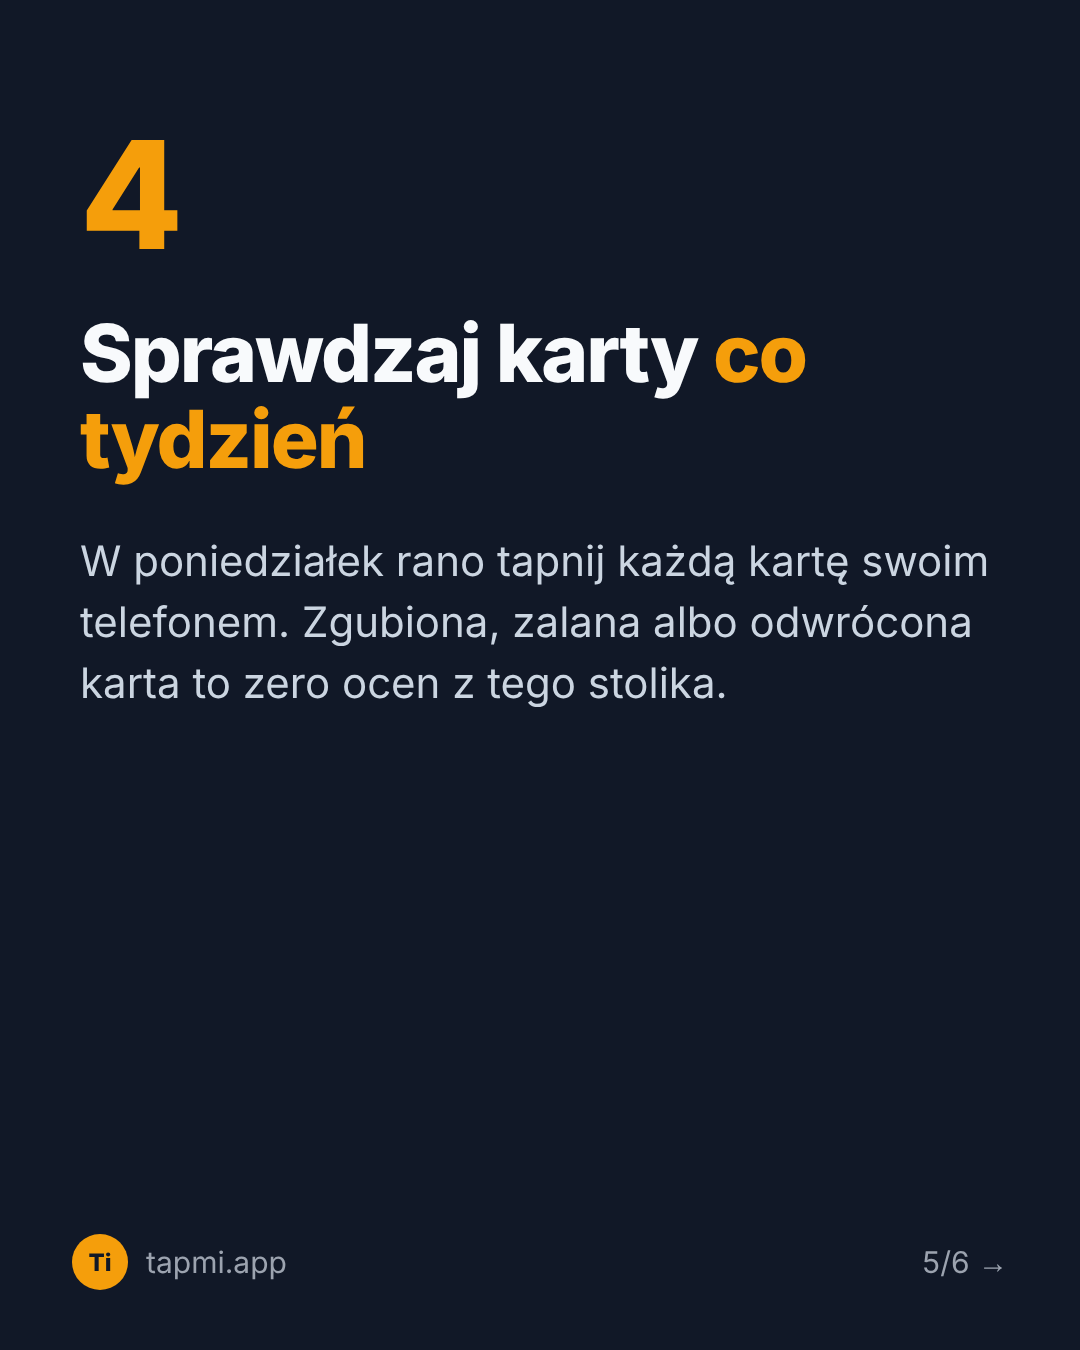 4
Sprawdzaj karty co
tydzień
W poniedziałek rano tapnij każdą kartę swoim
telefonem. Zgubiona, zalana albo odwrócona
karta to zero ocen z tego stolika.
Ti tapmi.app
5/6 →